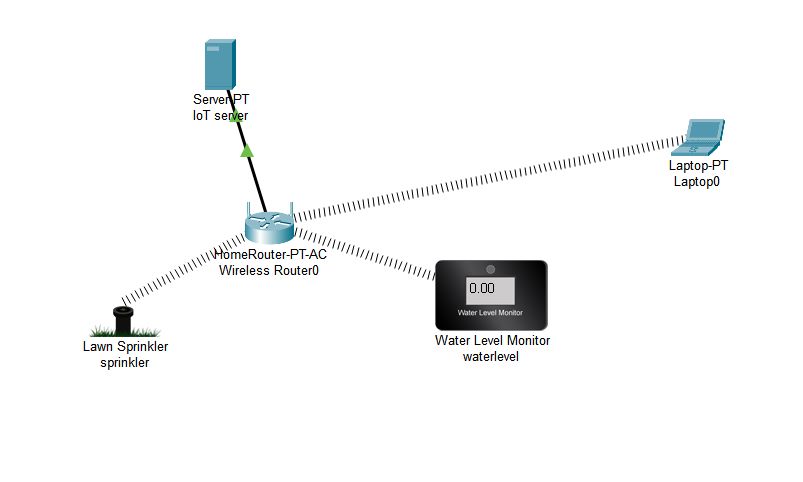 Server-PT
IoT server
Laptop-PT
Laptop0
HomeRouter-PT-AC
Wireless Router0
0.00
Water Level Monitor
Water Level Monitor
waterlevel
Lawn Sprinkler
sprinkler